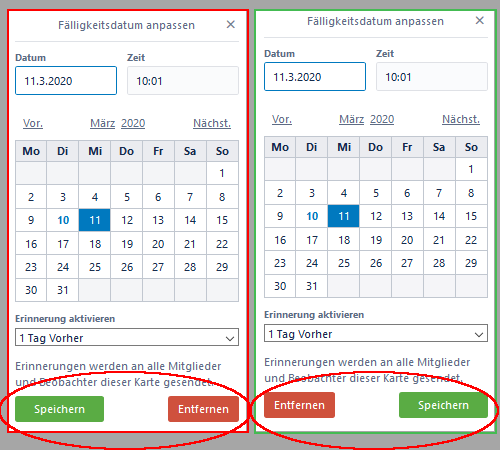 Fälligkeitsdatum anpassen ×
Datum Zeit
11.3.2020 10:01
Vor. März 2020 Nächst.
Mo Di Mi Do Fr Sa So
1
2 3 4 5 6 7 8
9 10 11 12 13 14 15
16 17 18 19 20 21 22
23 24 25 26 27 28 29
30 31
Erinnerung aktivieren
1 Tag Vorher
Erinnerungen werden an alle Mitglieder
und Beobachter dieser Karte gesendet.
Speichern Entfernen
Fälligkeitsdatum anpassen ×
Datum Zeit
11.3.2020 10:01
Vor. März 2020 Nächst.
Mo Di Mi Do Fr Sa So
1
2 3 4 5 6 7 8
9 10 11 12 13 14 15
16 17 18 19 20 21 22
23 24 25 26 27 28 29
30 31
Erinnerung aktivieren
1 Tag Vorher
Erinnerungen werden an alle Mitglieder
und Beobachter dieser Karte gesendet.
Entfernen Speichern